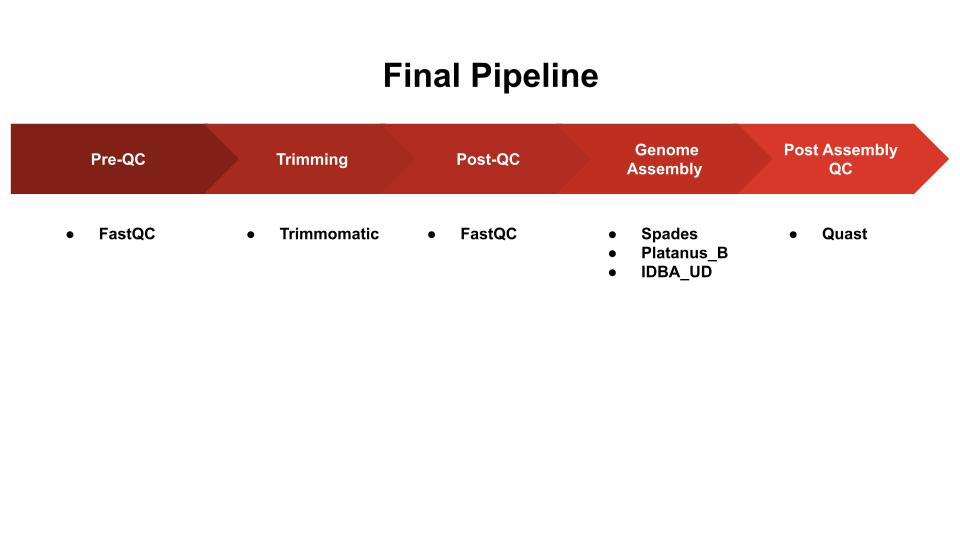 Final Pipeline
Pre-QC
Trimming
Post-QC
Genome
Assembly
Post Assembly
QC
● FastQC
● Trimmomatic
● FastQC
● Spades
● Platanus_B
● IDBA_UD
● Quast